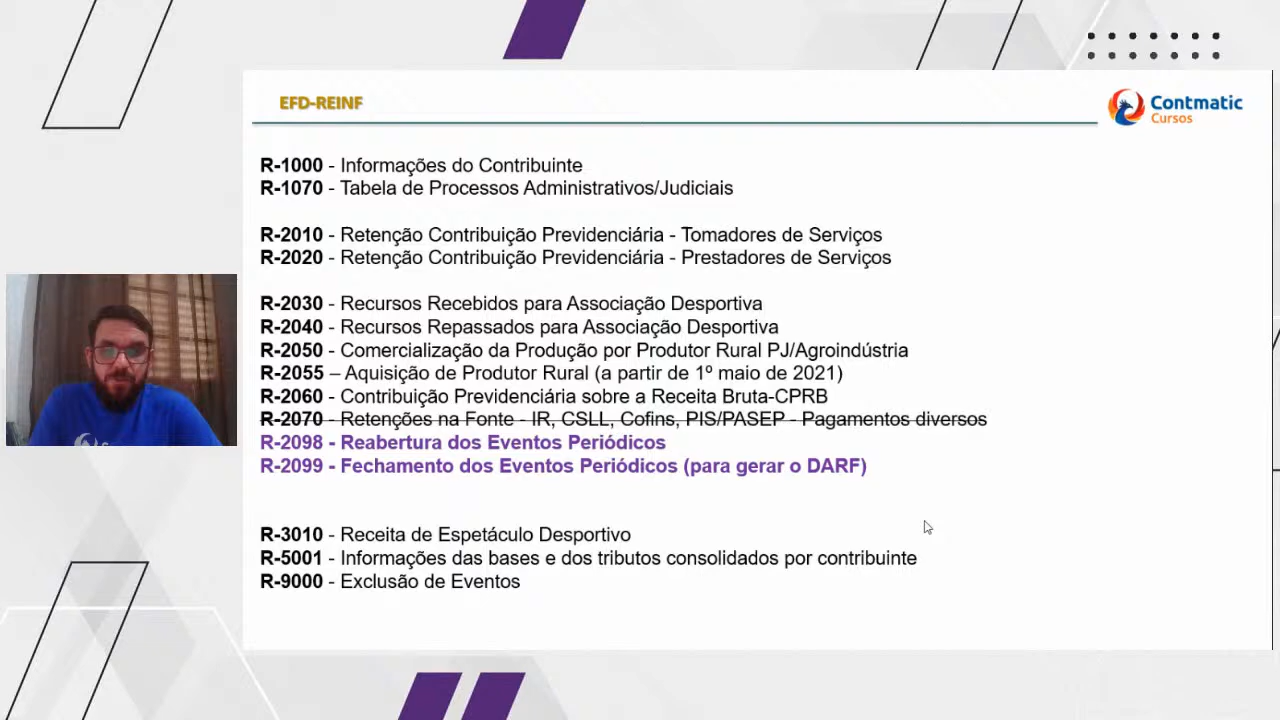 EFD-REINF
Contmatic
Cursos
R-1000 - Informações do Contribuinte
R-1070 - Tabela de Processos Administrativos/Judiciais
R-2010 - Retenção Contribuição Previdenciária - Tomadores de Serviços
R-2020 - Retenção Contribuição Previdenciária - Prestadores de Serviços
R-2030 - Recursos Recebidos para Associação Desportiva
R-2040 - Recursos Repassados para Associação Desportiva
R-2050 - Comercialização da Produção por Produtor Rural PJ/Agroindústria
R-2055 – Aquisição de Produtor Rural (a partir de 1º maio de 2021)
R-2060 - Contribuição Previdenciária sobre a Receita Bruta-CPRB
R-2070 - Retenções na Fonte - IR, CSLL, Cofins, PIS/PASEP - Pagamentos diversos
R-2098 - Reabertura dos Eventos Periódicos
R-2099 - Fechamento dos Eventos Periódicos (para gerar o DARF)
R-3010 - Receita de Espetáculo Desportivo
R-5001 - Informações das bases e dos tributos consolidados por contribuinte
R-9000 - Exclusão de Eventos